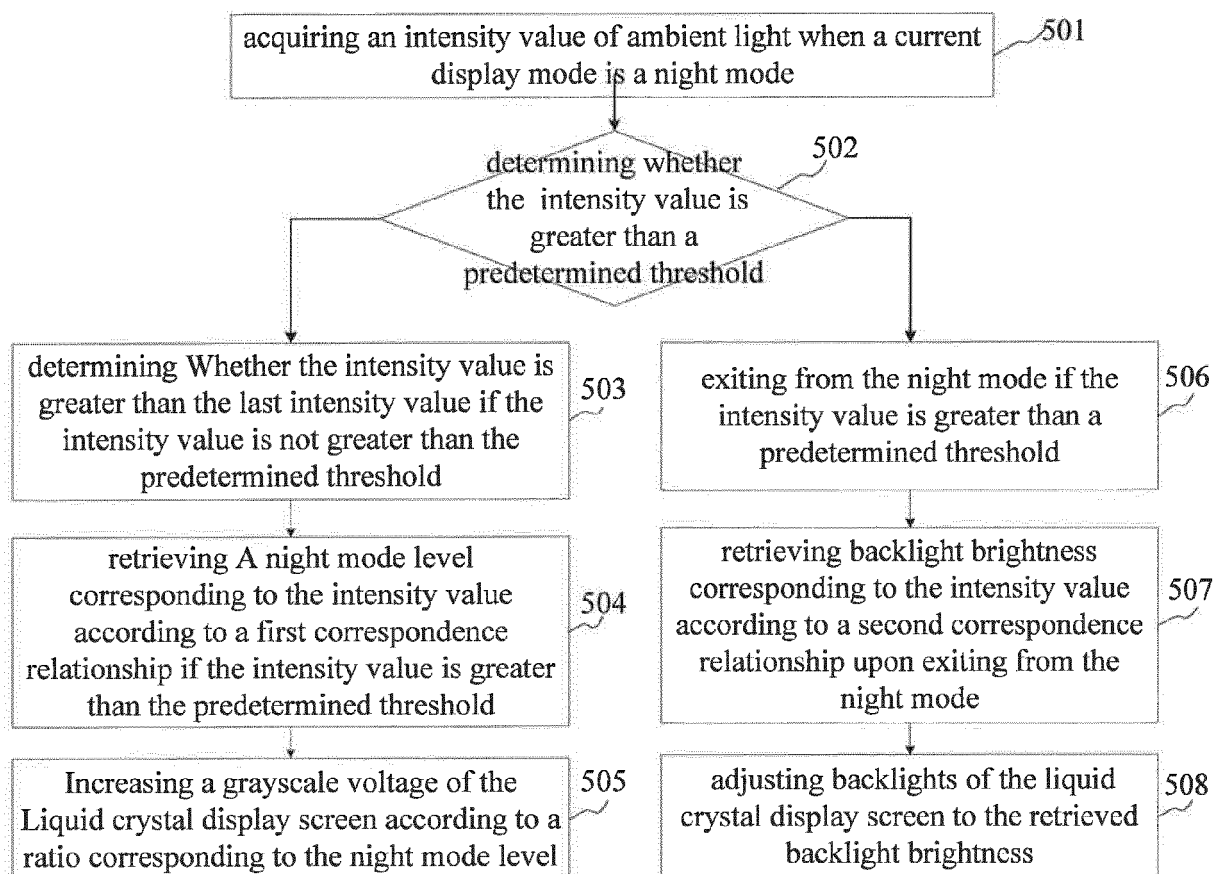 acquiring an intensity value of ambient light when a current
display mode is a night mode
501
determining whether
the intensity value is
greater than a
predetermined threshold
502
determining Whether the intensity value is
greater than the last intensity value if the
intensity value is not greater than the
predetermined threshold
503
retrieving A night mode level
corresponding to the intensity value
according to a first correspondence
relationship if the intensity value is greater
than the predetermined threshold
504
Increasing a grayscale voltage of the
Liquid crystal display screen according to a
ratio corresponding to the night mode level
505
exiting from the night mode if the
intensity value is greater than a
predetermined threshold
506
retrieving backlight brightness
corresponding to the intensity value
according to a second correspondence
relationship upon exiting from the
night mode
507
adjusting backlights of the liquid
crystal display screen to the retrieved
backlight brightness
508